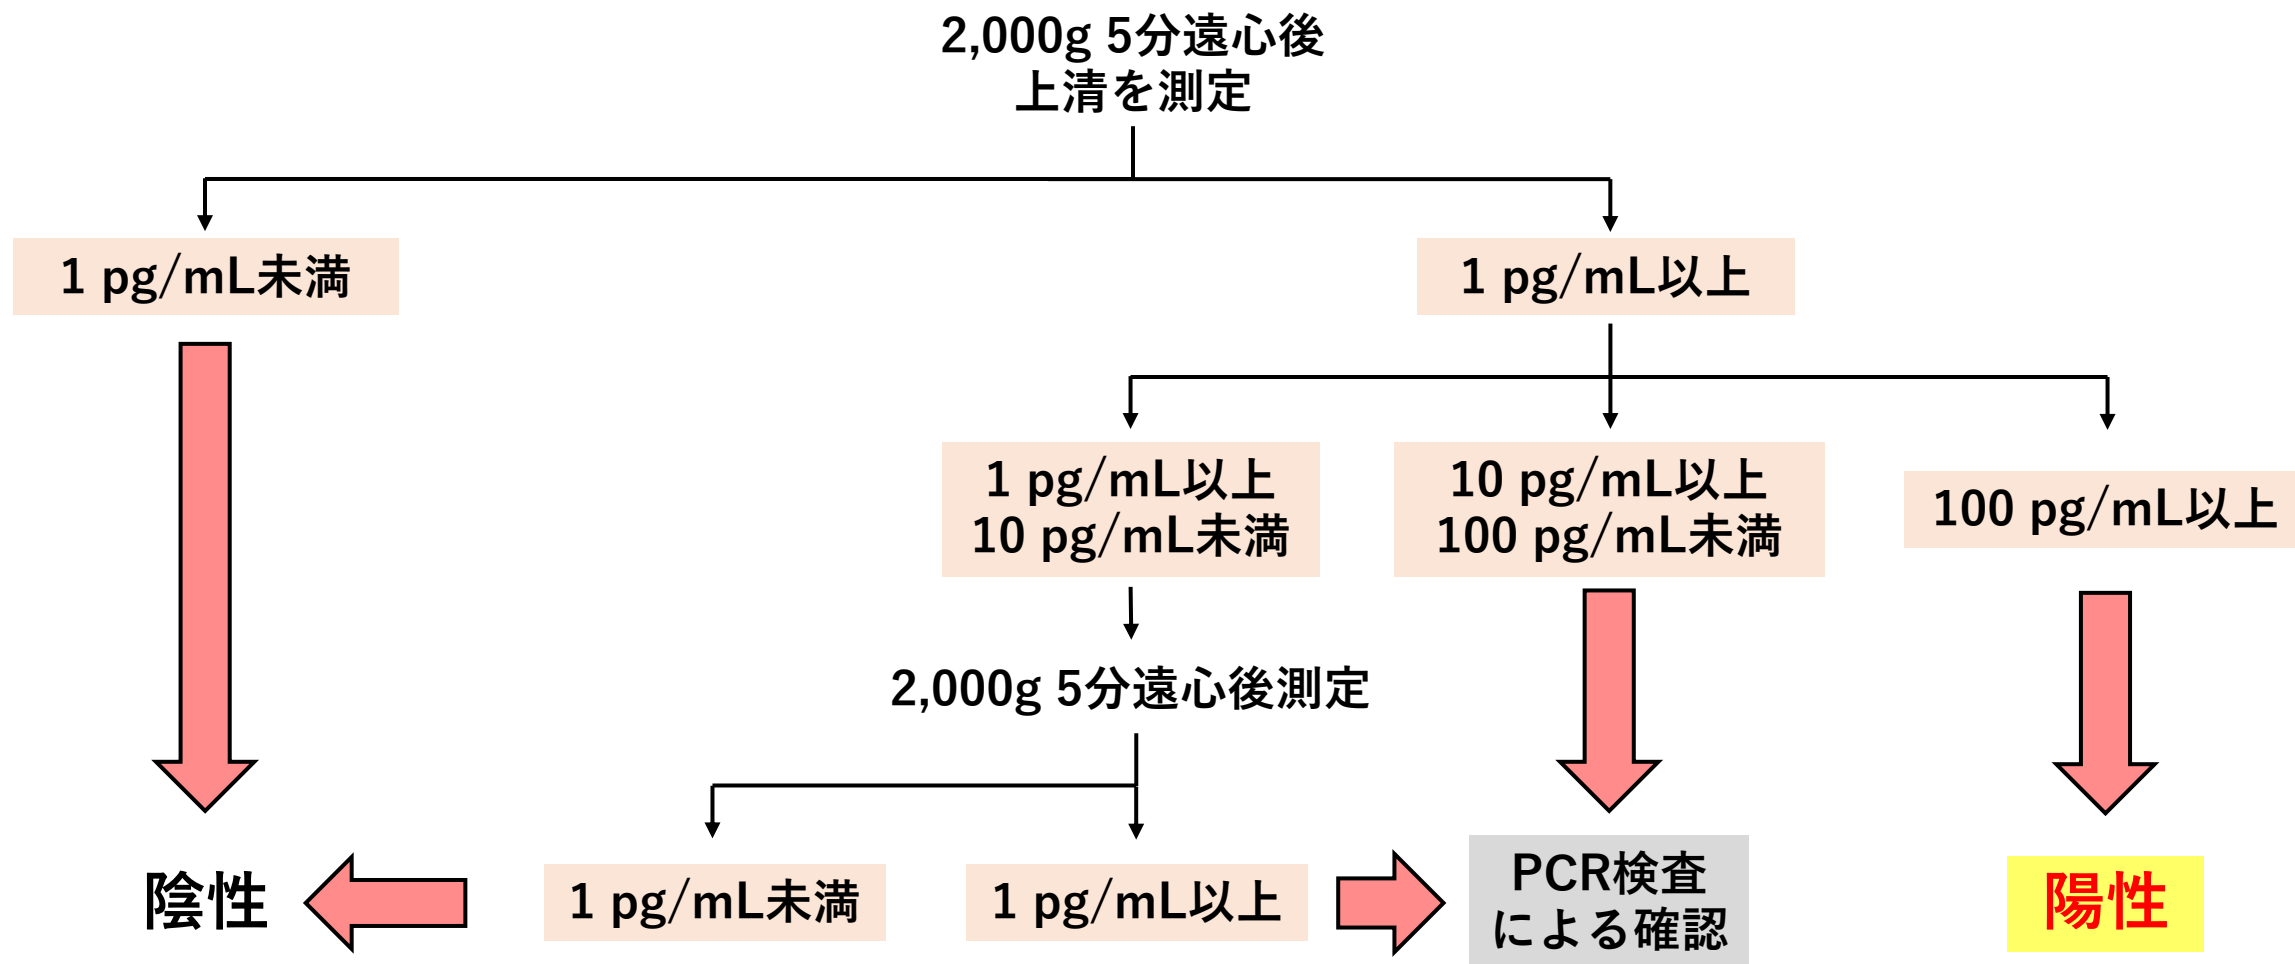 2,000g 5分遠心後
上清を測定
1 pg/mL未満
1 pg/mL以上
1 pg/mL以上
10 pg/mL未満
10 pg/mL以上
100 pg/mL未満
100 pg/mL以上
2,000g 5分遠心後測定
陰性
1 pg/mL未満
1 pg/mL以上
PCR検査
による確認
陽性